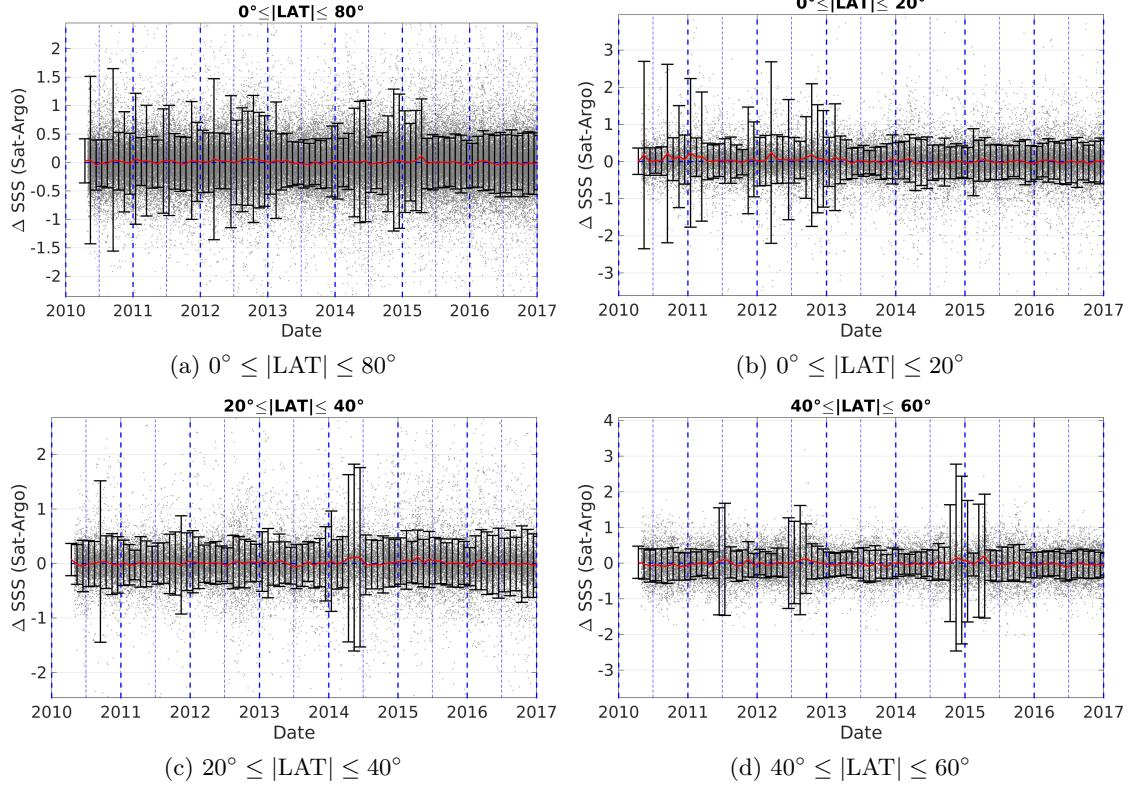 0°≤|LAT|≤ 80°
Δ SSS (Sat-Argo)
2
1.5
1
0.5
0
-0.5
-1
-1.5
-2
2010 2011 2012 2013 2014 2015 2016 2017
Date
(a) 0° ≤ |LAT| ≤ 80°
0°≤|LAT|≤ 20°
Δ SSS (Sat-Argo)
3
2
1
0
-1
-2
-3
2010 2011 2012 2013 2014 2015 2016 2017
Date
(b) 0° ≤ |LAT| ≤ 20°
20°≤|LAT|≤ 40°
Δ SSS (Sat-Argo)
2
1
0
-1
-2
2010 2011 2012 2013 2014 2015 2016 2017
Date
(c) 20° ≤ |LAT| ≤ 40°
40°≤|LAT|≤ 60°
Δ SSS (Sat-Argo)
4
3
2
1
0
-1
-2
-3
2010 2011 2012 2013 2014 2015 2016 2017
Date
(d) 40° ≤ |LAT| ≤ 60°